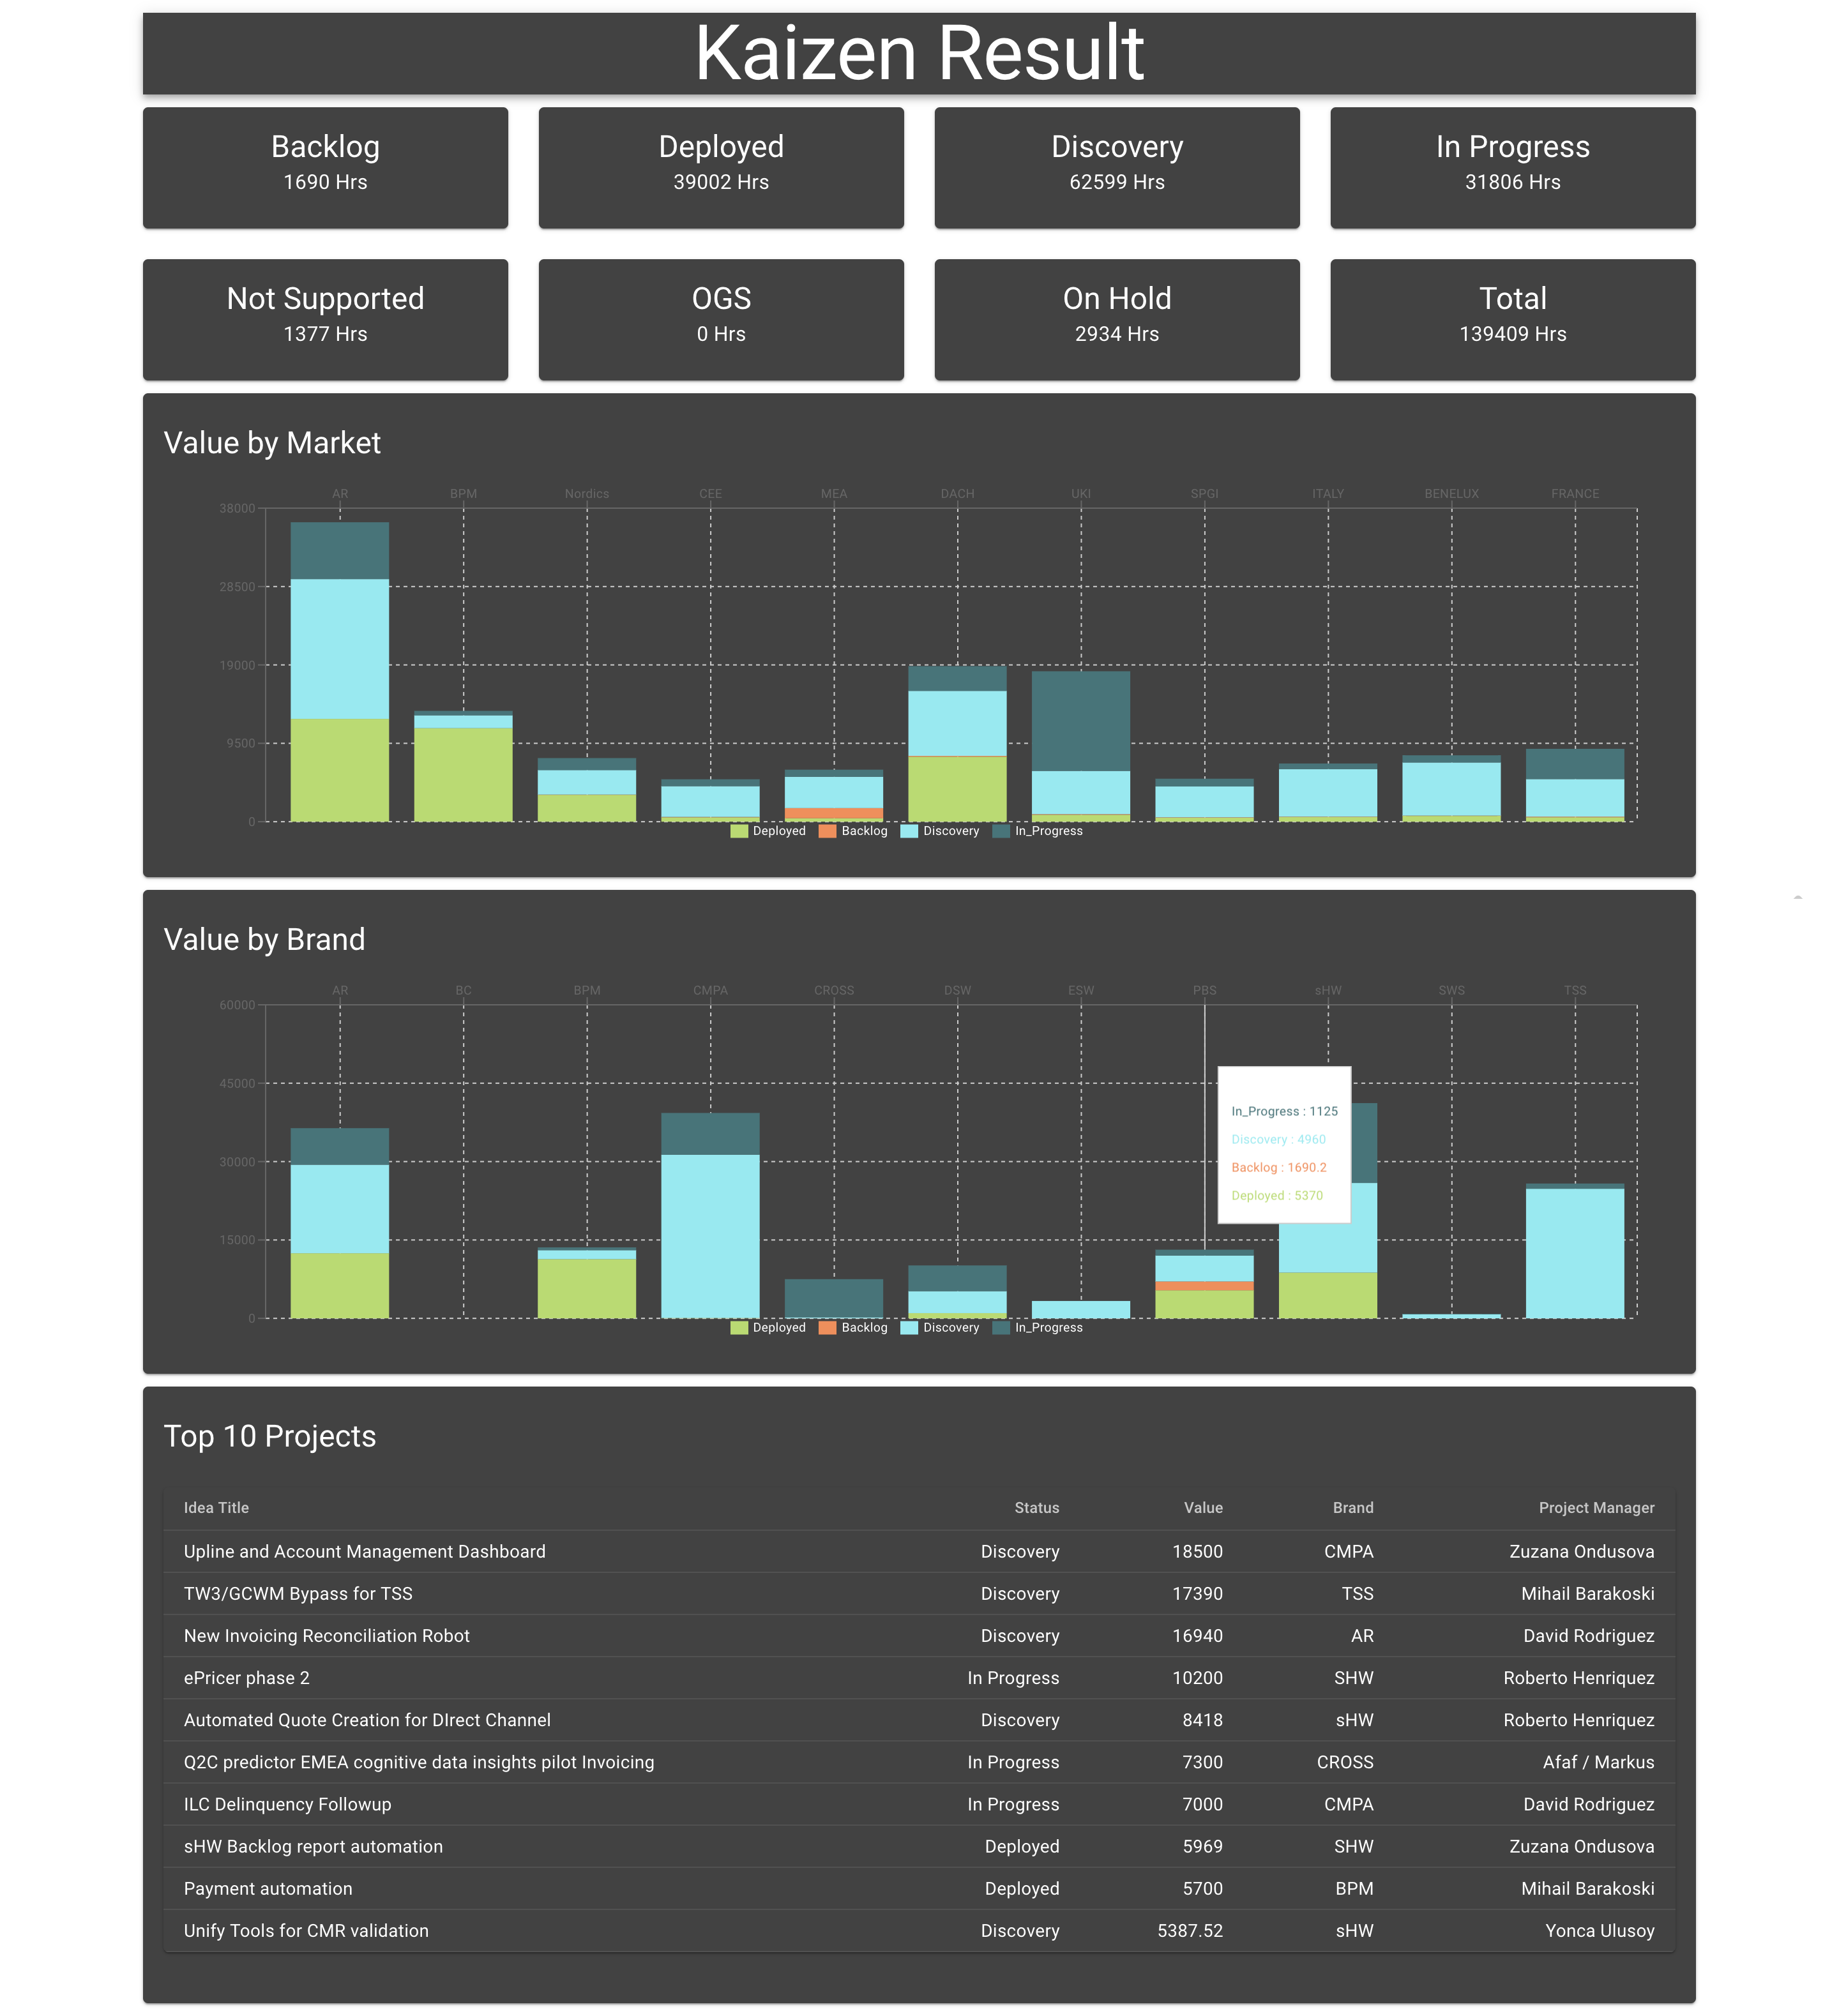 Kaizen Result
Backlog
1690 Hrs
Deployed
39002 Hrs
Discovery
62599 Hrs
In Progress
31806 Hrs
Not Supported
1377 Hrs
OGS
0 Hrs
On Hold
2934 Hrs
Total
139409 Hrs
Value by Market
AR BPM Nordics CEE MEA DACH UKI SPGI ITALY BENELUX FRANCE
38000
28500
19000
9500
0
Deployed Backlog Discovery In_Progress
Value by Brand
AR BC BPM CMPA CROSS DSW ESW PBS sHW SWS TSS
60000
45000
30000
15000
0
In_Progress : 1125
Discovery : 4960
Backlog : 1690.2
Deployed : 5370
Deployed Backlog Discovery In_Progress
Top 10 Projects
Idea Title Status Value Brand Project Manager
Upline and Account Management Dashboard Discovery 18500 CMPA Zuzana Ondusova
TW3/GCWM Bypass for TSS Discovery 17390 TSS Mihail Barakoski
New Invoicing Reconciliation Robot Discovery 16940 AR David Rodriguez
ePricer phase 2 In Progress 10200 SHW Roberto Henriquez
Automated Quote Creation for DIrect Channel Discovery 8418 sHW Roberto Henriquez
Q2C predictor EMEA cognitive data insights pilot Invoicing In Progress 7300 CROSS Afaf / Markus
ILC Delinquency Followup In Progress 7000 CMPA David Rodriguez
sHW Backlog report automation Deployed 5969 SHW Zuzana Ondusova
Payment automation Deployed 5700 BPM Mihail Barakoski
Unify Tools for CMR validation Discovery 5387.52 sHW Yonca Ulusoy